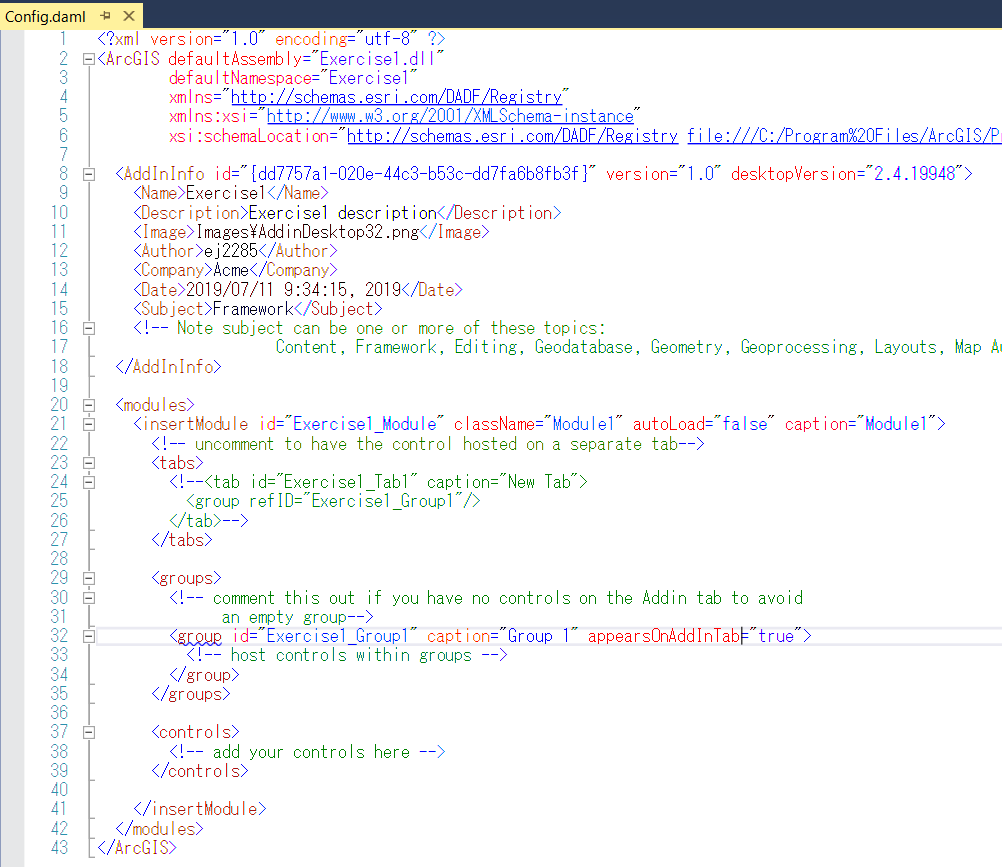 Config.daml
1 <?xml version="1.0" encoding="utf-8" ?>
2 <ArcGIS defaultAssembly="Exercise1.dll"
3 defaultNamespace="Exercise1"
4 xmlns="http://schemas.esri.com/DADF/Registry"
5 xmlns:xsi="http://www.w3.org/2001/XMLSchema-instance"
6 xsi:schemaLocation="http://schemas.esri.com/DADF/Registry file:///C:/Program%20Files/ArcGIS/Pr
7
8 <AddInInfo id="{dd7757a1-020e-44c3-b53c-dd7fa6b8fb3f}" version="1.0" desktopVersion="2.4.19948">
9 <Name>Exercise1</Name>
10 <Description>Exercise1 description</Description>
11 <Image>Images¥AddinDesktop32.png</Image>
12 <Author>ej2285</Author>
13 <Company>Acme</Company>
14 <Date>2019/07/11 9:34:15, 2019</Date>
15 <Subject>Framework</Subject>
16 <!-- Note subject can be one or more of these topics:
17 Content, Framework, Editing, Geodatabase, Geometry, Geoprocessing, Layouts, Map Au
18 </AddInInfo>
19
20 <modules>
21 <insertModule id="Exercise1_Module" className="Module1" autoLoad="false" caption="Module1">
22 <!-- uncomment to have the control hosted on a separate tab-->
23 <tabs>
24 <!--<tab id="Exercise1_Tab1" caption="New Tab">
25 <group refID="Exercise1_Group1"/>
26 </tab>-->
27 </tabs>
28
29 <groups>
30 <!-- comment this out if you have no controls on the Addin tab to avoid
31 an empty group-->
32 <group id="Exercise1_Group1" caption="Group 1" appearsOnAddInTab="true">
33 <!-- host controls within groups -->
34 </group>
35 </groups>
36
37 <controls>
38 <!-- add your controls here -->
39 </controls>
40
41 </insertModule>
42 </modules>
43 </ArcGIS>